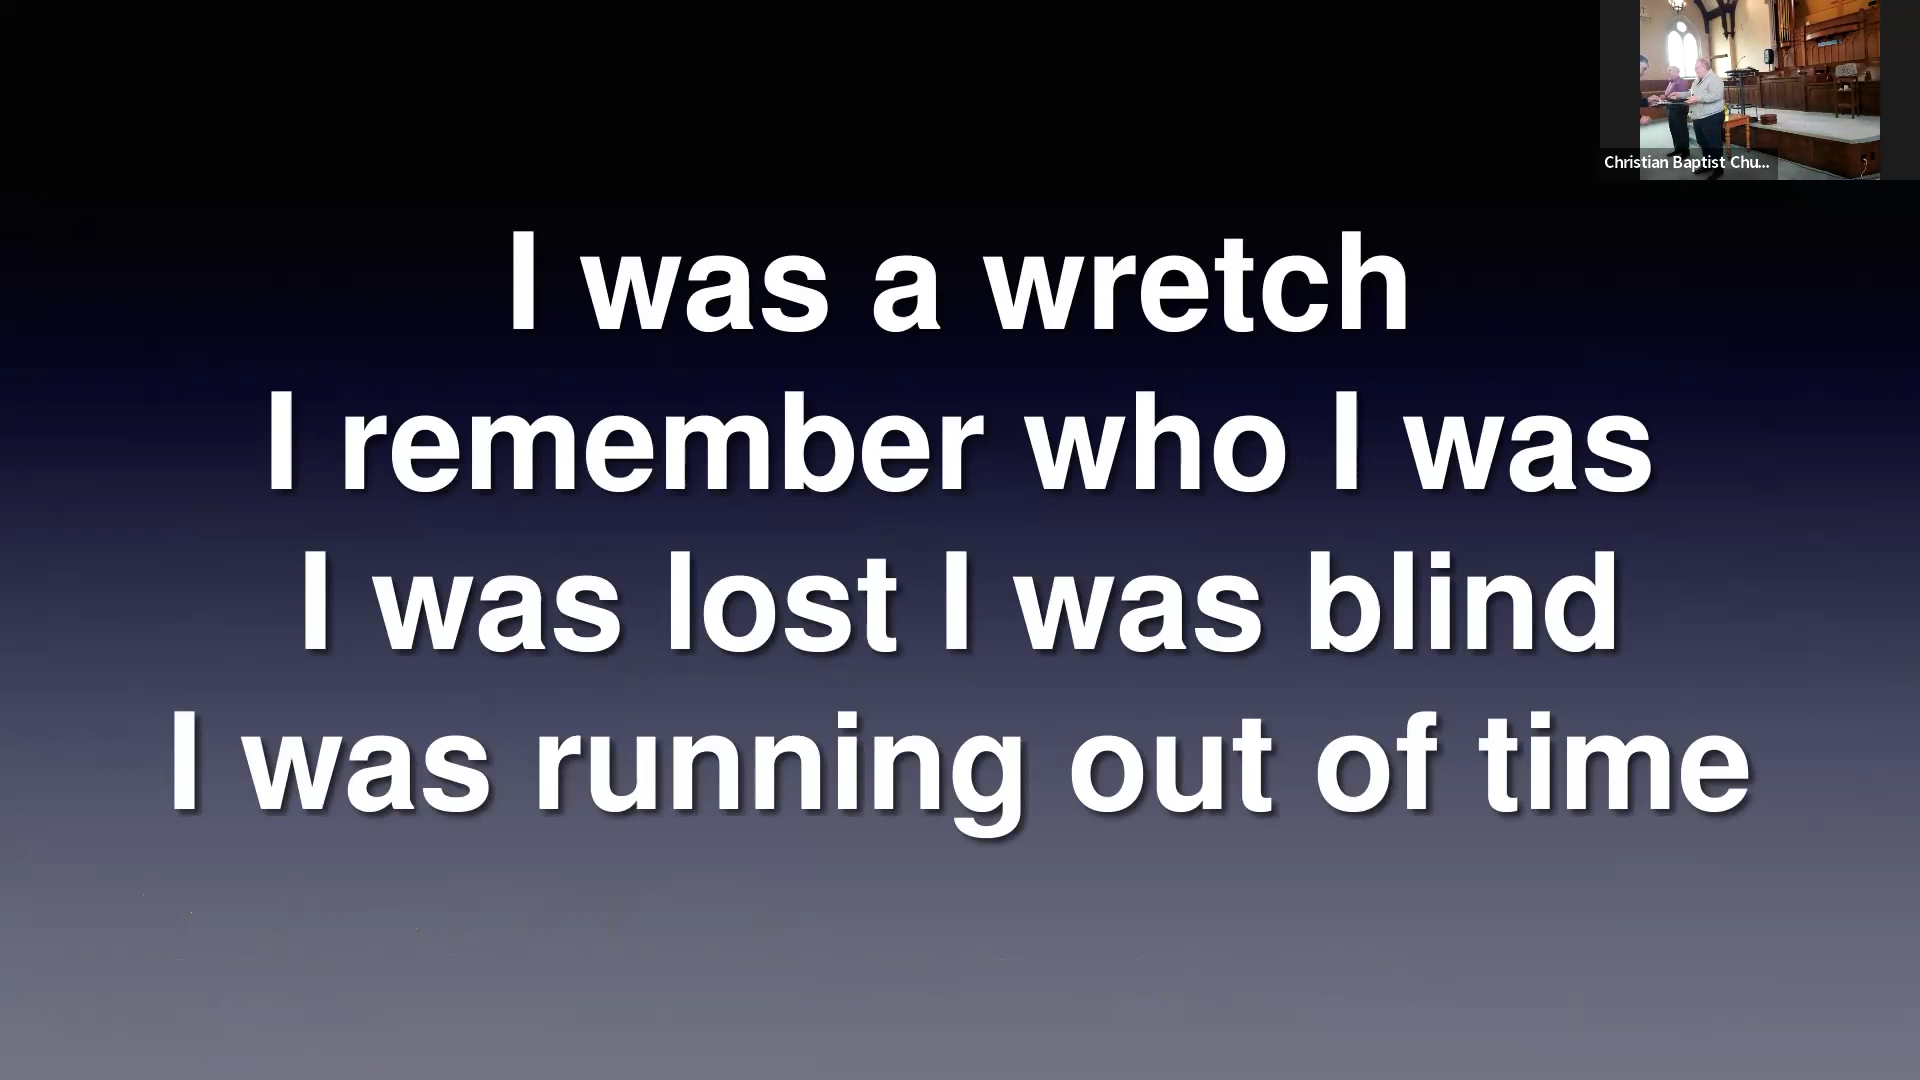 Christian Baptist Chu...
I was a wretch
I remember who I was
I was lost I was blind
I was running out of time